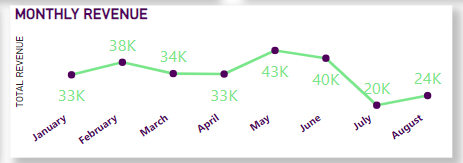 MONTHLY REVENUE
TOTAL REVENUE
33K
38K
34K
33K
43K
40K
20K
24K
January
February
March
April
May
June
July
August